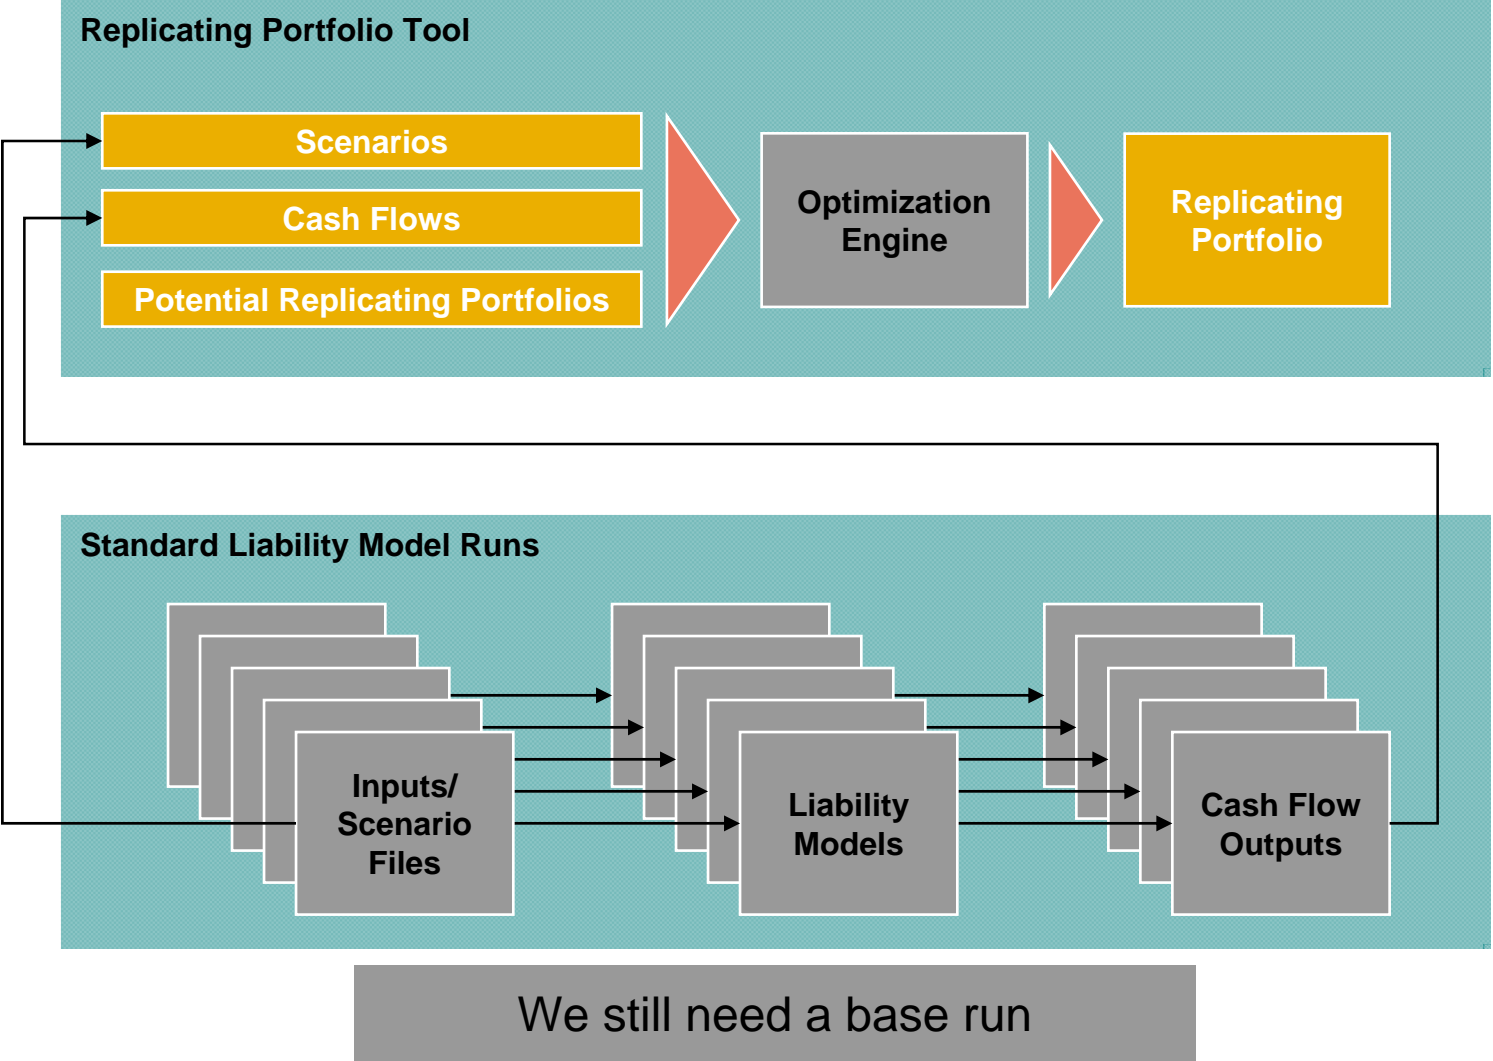 Replicating Portfolio Tool
Scenarios
Cash Flows
Potential Replicating Portfolios
Optimization
Engine
Replicating
Portfolio
Standard Liability Model Runs
Inputs/
Scenario
Files
Liability
Models
Cash Flow
Outputs
We still need a base run